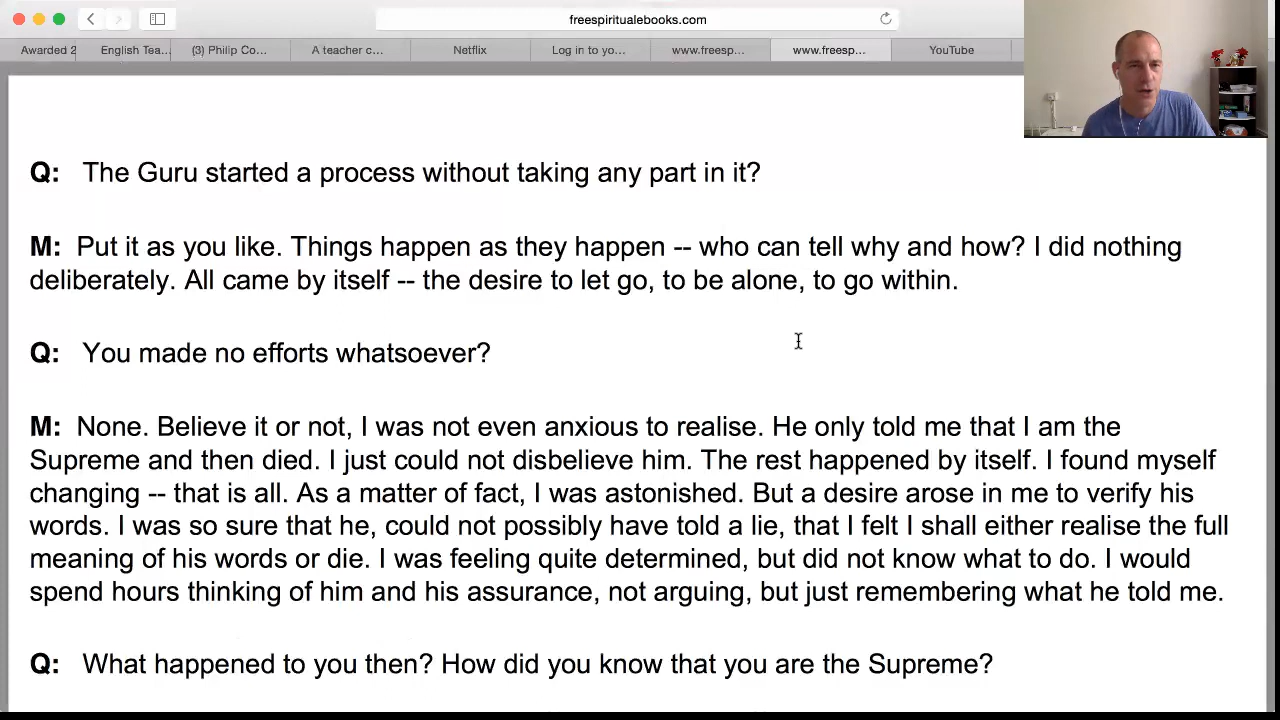 freespiritualebooks.com
Awarded 2
English Tea...
(3) Philip Co...
A teacher c...
Netflix
Log in to yo...
www.freesp...
www.freesp...
YouTube
Q: The Guru started a process without taking any part in it?
M: Put it as you like. Things happen as they happen -- who can tell why and how? I did nothing
deliberately. All came by itself -- the desire to let go, to be alone, to go within.
Q: You made no efforts whatsoever?
M: None. Believe it or not, I was not even anxious to realise. He only told me that I am the
Supreme and then died. I just could not disbelieve him. The rest happened by itself. I found myself
changing -- that is all. As a matter of fact, I was astonished. But a desire arose in me to verify his
words. I was so sure that he, could not possibly have told a lie, that I felt I shall either realise the full
meaning of his words or die. I was feeling quite determined, but did not know what to do. I would
spend hours thinking of him and his assurance, not arguing, but just remembering what he told me.
Q: What happened to you then? How did you know that you are the Supreme?